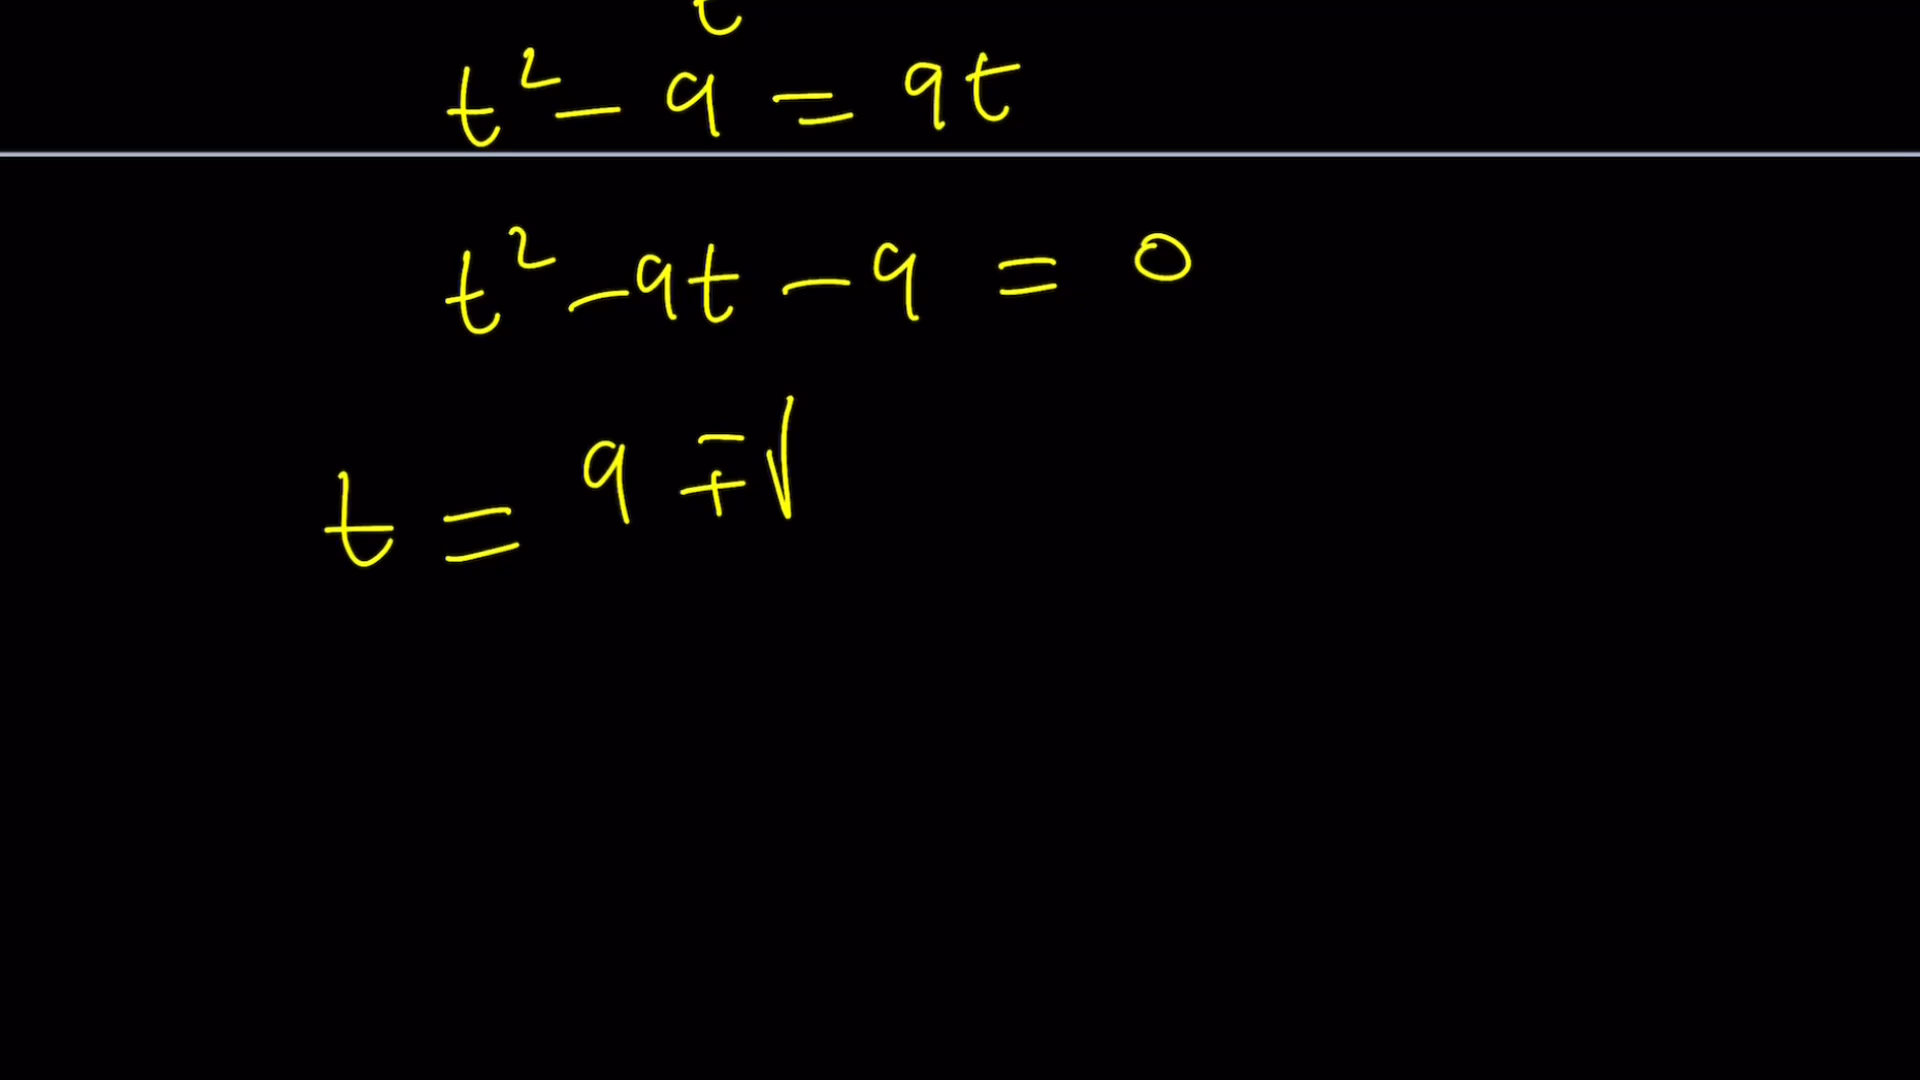 t
t² - 9 = 9t
t² - 9t - 9 = 0
t = 9 ∓ √